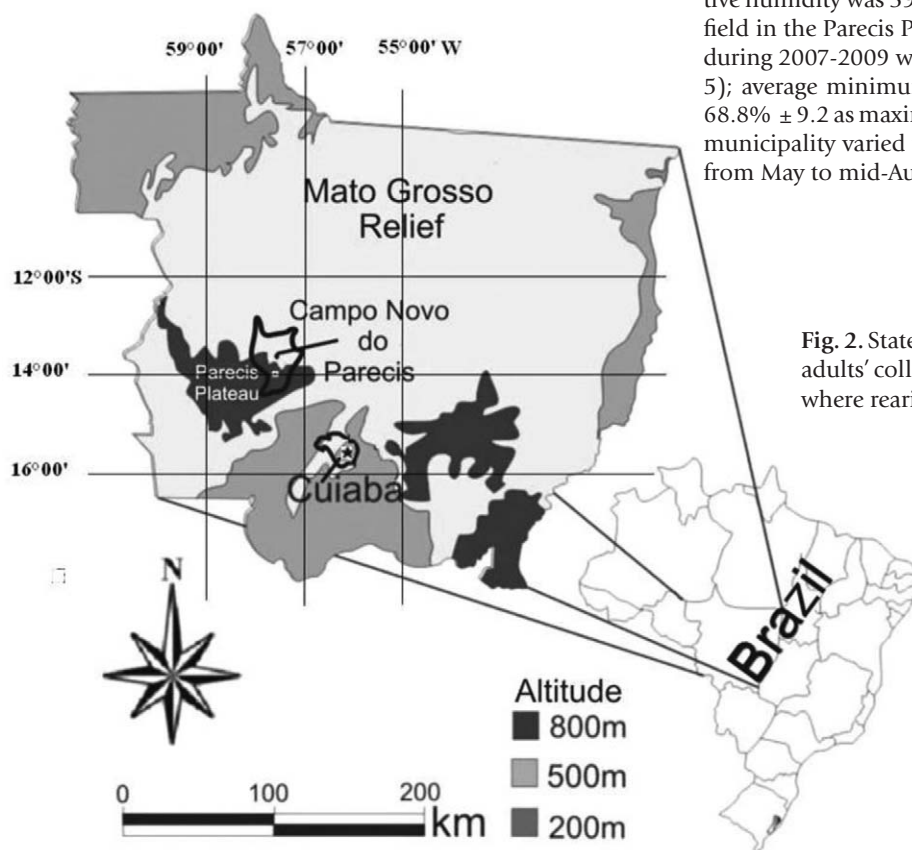 tive humidity was 59
field in the Parecis P
during 2007-2009 w
5); average minimu
68.8% ± 9.2 as maxin
municipality varied
from May to mid-Au
59°00' 57°00' 55°00' W
Mato Grosso
Relief
12°00'S
Campo Novo
do
Parecis
14°00'
Parecis
Plateau
16°00'
Cuiabá
Fig. 2. State
adults' coll
where reari
N
Brazil
Altitude
800m
500m
200m
0 100 200
km